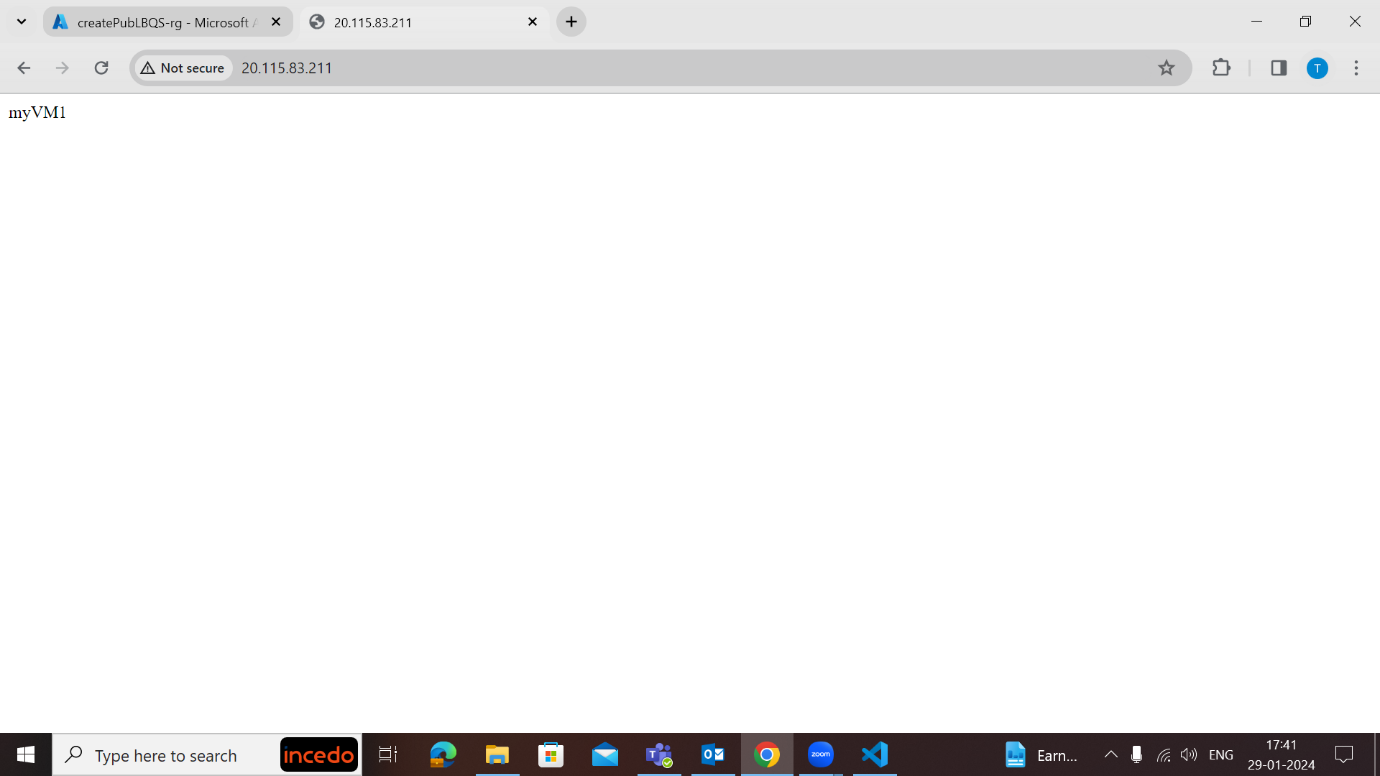 createPubLBQS-rg - Microsoft A
20.115.83.211
Not secure
20.115.83.211
T
myVM1
Type here to search
incedo
zoom
Earn...
ENG
17:41
29-01-2024